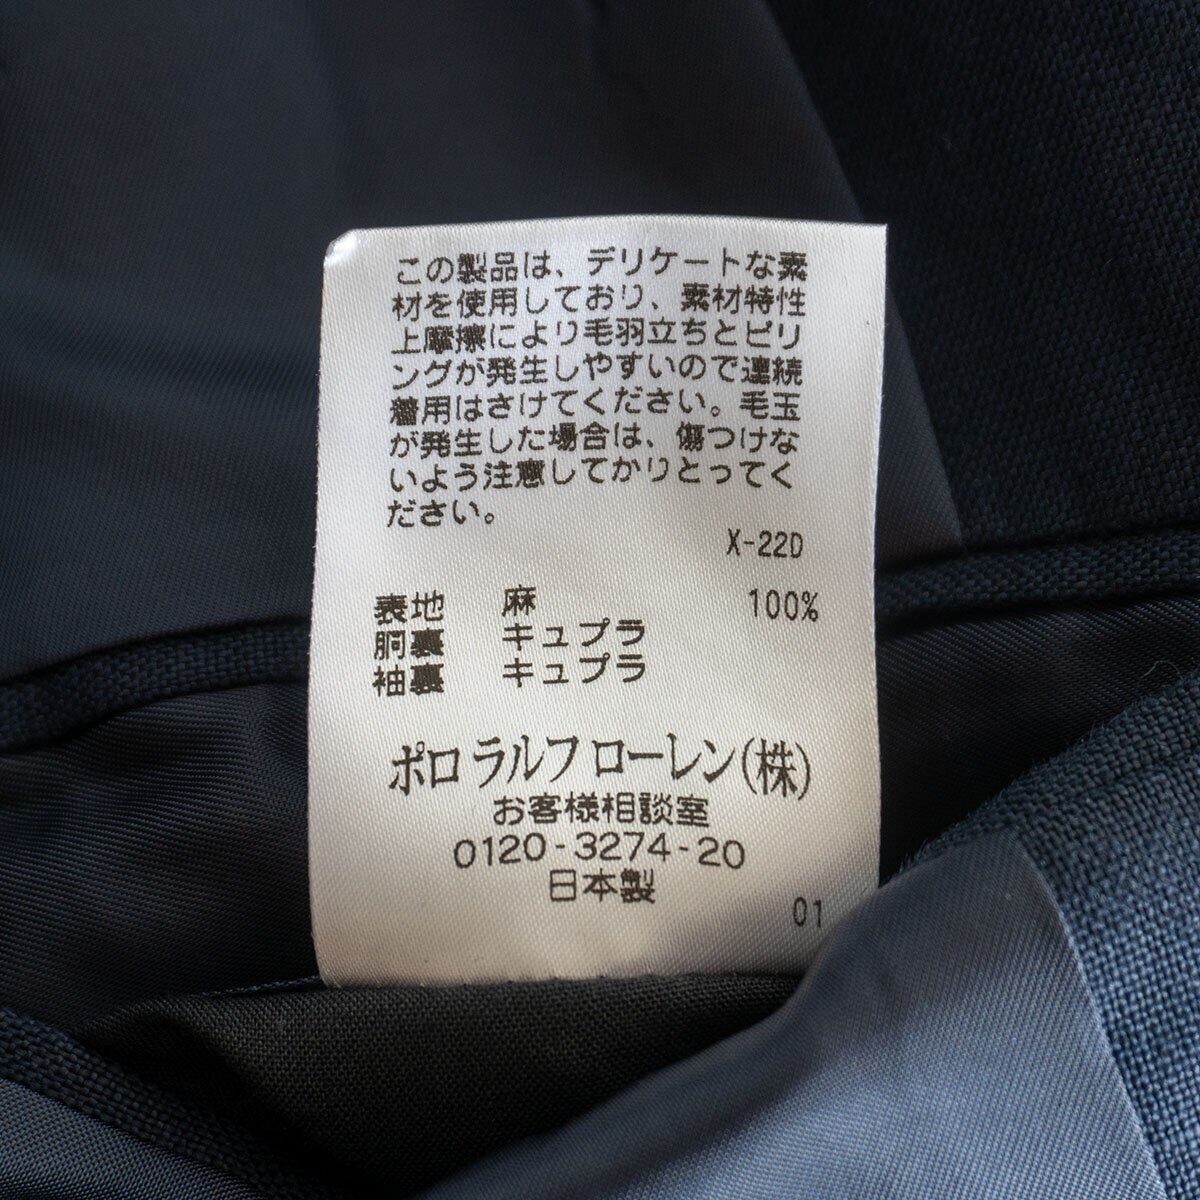 この製品は、デリケートな素
材を使用しており、素材特性
上摩擦により毛羽立ちとピリ
ングが発生しやすいので連続
着用はさけてください。毛玉
が発生した場合は、傷つけな
いよう注意してかりとってく
ださい。
X-22D
表地 麻 100%
胴裏 キュプラ
袖裏 キュプラ
ポロ ラルフ ローレン(株)
お客様相談室
0120-3274-20
日本製
01